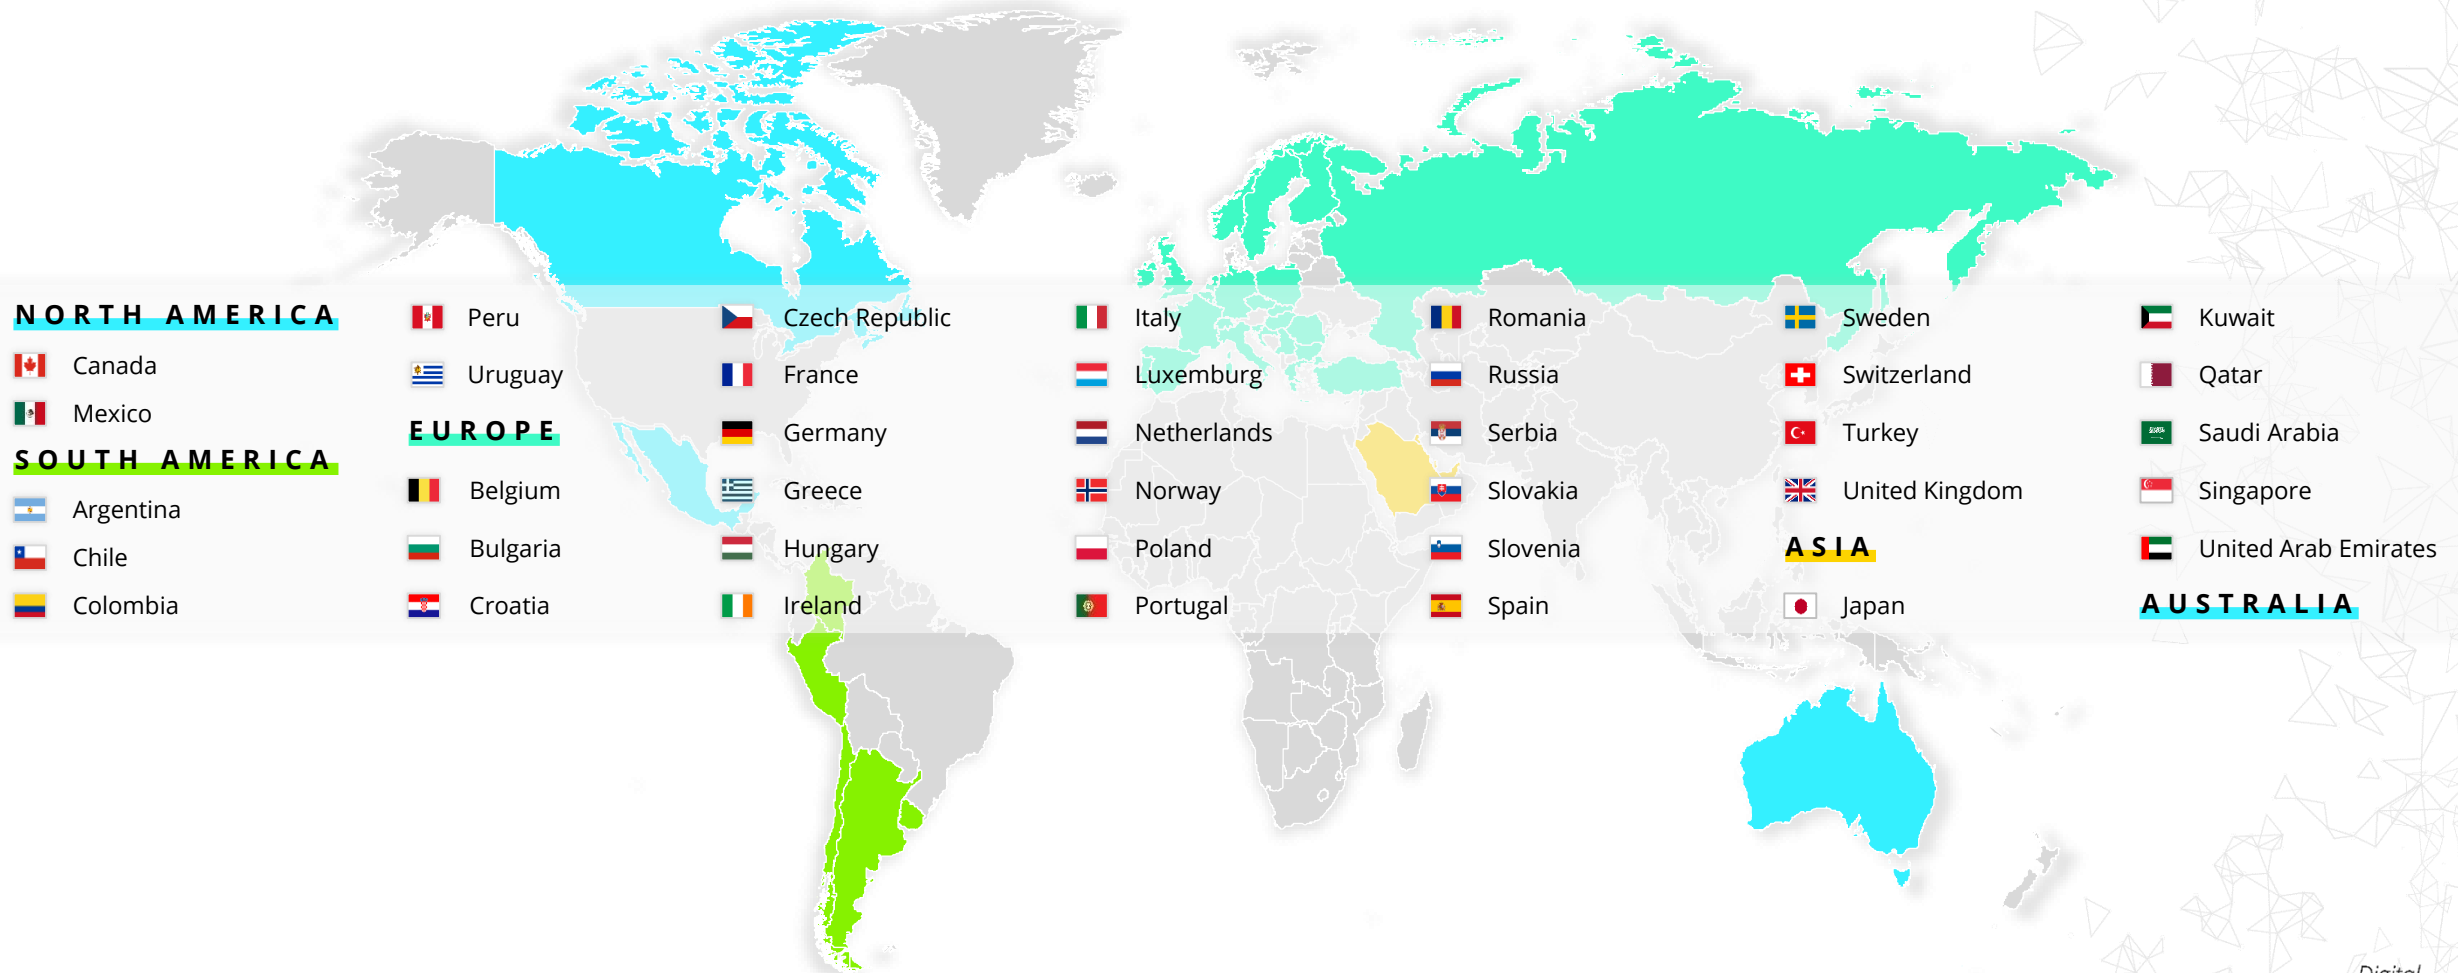 NORTH AMERICA
Canada
Mexico
SOUTH AMERICA
Argentina
Chile
Colombia
Peru
Uruguay
EUROPE
Belgium
Bulgaria
Croatia
Czech Republic
France
Germany
Greece
Hungary
Ireland
Italy
Luxemburg
Netherlands
Norway
Poland
Portugal
Romania
Russia
Serbia
Slovakia
Slovenia
Spain
Sweden
Switzerland
Turkey
United Kingdom
ASIA
Japan
Kuwait
Qatar
Saudi Arabia
Singapore
United Arab Emirates
AUSTRALIA
Digital